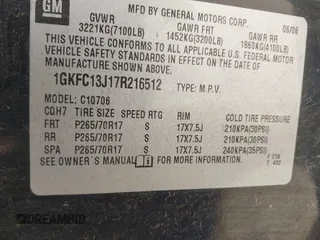 GM
MFD BY GENERAL MOTORS CORP. 06/06
GVWR GAWR FRT GAWR RR
3221KG(7100LB) 1452KG(3200LB) 1860KG(4100LB)
THIS VEHICLE CONFORMS TO ALL APPLICABLE U.S. FEDERAL
MOTOR VEHICLE SAFETY STANDARDS IN EFFECT ON THE DATE
OF MANUFACTURE SHOWN ABOVE.
1GKFC13J17R216512 TYPE: M.P.V.
MODEL: C10706
CQH7 TIRE SIZE SPEED RTG RIM COLD TIRE PRESSURE
FRT P265/70R17 S 17X7.5J 210KPA(30PSI)
RR P265/70R17 S 17X7.5J 210KPA(30PSI)
SPA P265/70R17 S 17X7.5J 240KPA(35PSI)
SEE OWNER'S MANUAL i FOR MORE INFORMATION.
DREAMBID